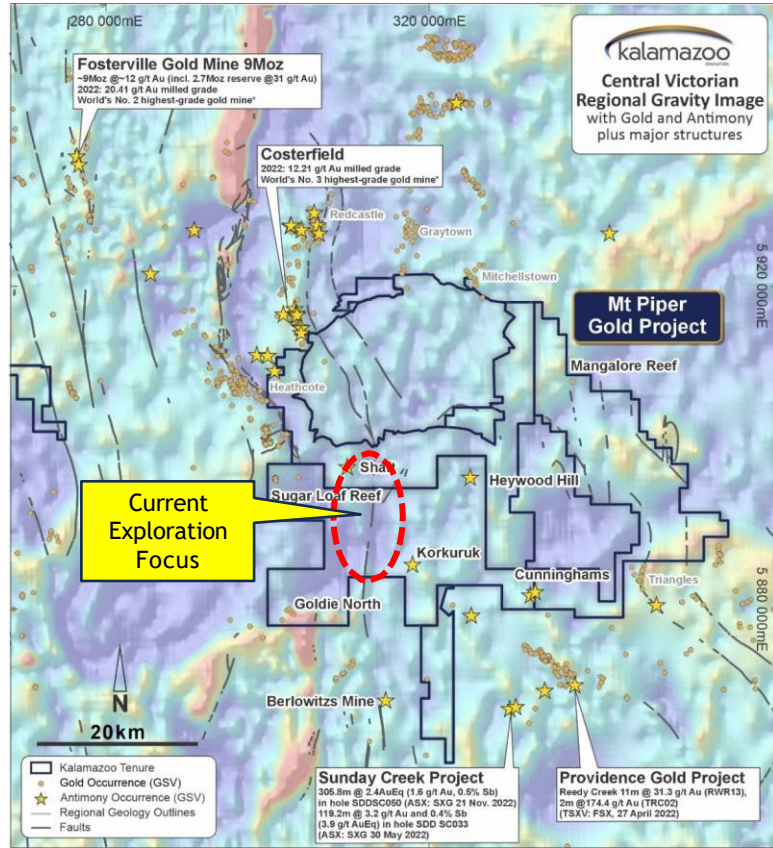 280 000mE
320 000mE
kalamazoo
RESOURCES
Central Victorian
Regional Gravity Image
with Gold and Antimony
plus major structures
Fosterville Gold Mine 9Moz
~9Moz @~12 g/t Au (incl. 2.7Moz reserve @31 g/t Au)
2022: 20.41 g/t Au milled grade
World's No. 2 highest-grade gold mine*
Costerfield
2022: 12.21 g/t Au milled grade
World's No. 3 highest-grade gold mine*
Redcastle
Graytown
Mitchellstown
5 920 000mE
Mt Piper
Gold Project
Mangalore Reef
Heathcote
Shaw
Heywood Hill
Sugar Loaf Reef
Current
Exploration
Focus
Korkuruk
Cunninghams
Triangles
5 880 000mE
Goldie North
N
20km
Berlowitzs Mine
Kalamazoo Tenure
Gold Occurrence (GSV)
Antimony Occurrence (GSV)
Regional Geology Outlines
Faults
Sunday Creek Project
305.8m @ 2.4AuEq (1.6 g/t Au, 0.5% Sb)
in hole SDDSC050 (ASX: SXG 21 Nov. 2022)
119.2m @ 3.2 g/t Au and 0.4% Sb
(3.9 g/t AuEq) in hole SDD SC033
(ASX: SXG 30 May 2022)
Providence Gold Project
Reedy Creek 11m @ 31.3 g/t Au (RWR13),
2m @174.4 g/t Au (TRC02)
(TSXV: FSX, 27 April 2022)